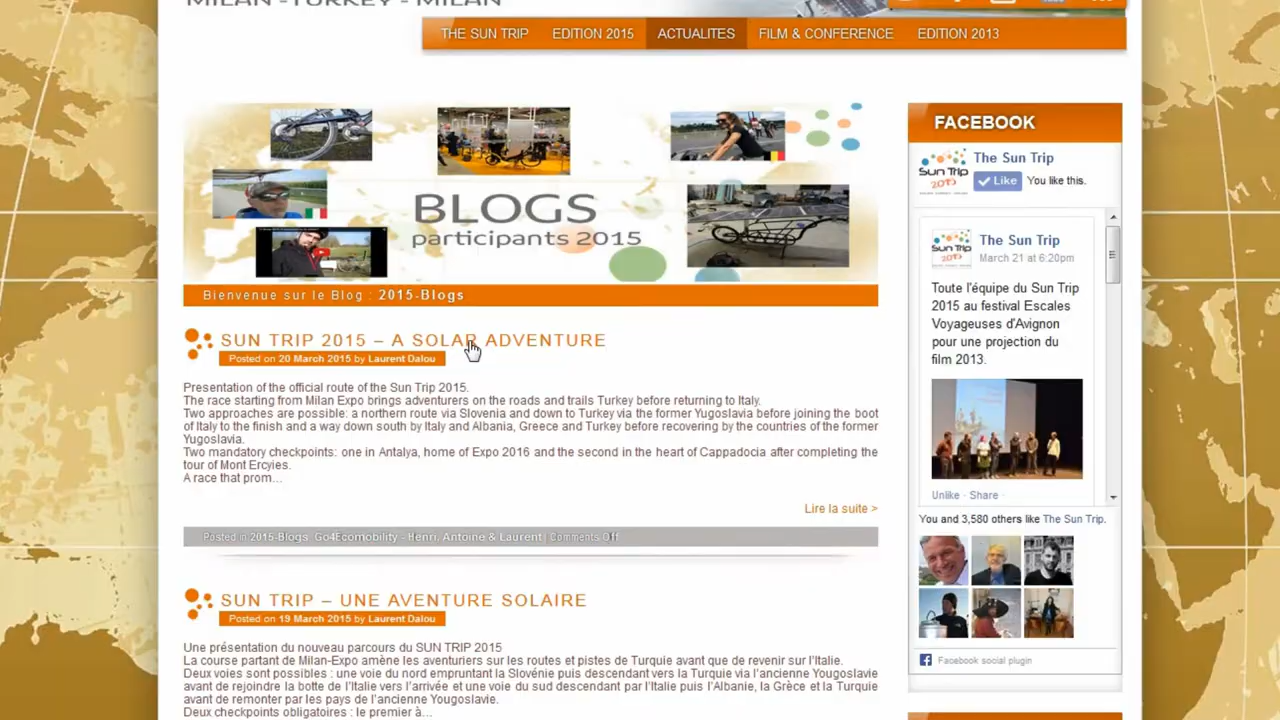 MILAN - TURKEY - MILAN
THE SUN TRIP EDITION 2015 ACTUALITES FILM & CONFERENCE EDITION 2013
BLOGS
participants 2015
Bienvenue sur le Blog : 2015-Blogs
SUN TRIP 2015 – A SOLAR ADVENTURE
Posted on 20 March 2015 by Laurent Dalou
Presentation of the official route of the Sun Trip 2015.
The race starting from Milan Expo brings adventurers on the roads and trails Turkey before returning to Italy.
Two approaches are possible: a northern route via Slovenia and down to Turkey via the former Yugoslavia before joining the boot
of Italy to the finish and a way down south by Italy and Albania, Greece and Turkey before recovering by the countries of the former
Yugoslavia.
Two mandatory checkpoints: one in Antalya, home of Expo 2016 and the second in the heart of Cappadocia after completing the
tour of Mont Ercyies.
A race that prom...
Lire la suite >
Posted in 2015-Blogs, Go4Ecomobility - Henri, Antoine & Laurent | Comments Off
SUN TRIP – UNE AVENTURE SOLAIRE
Posted on 19 March 2015 by Laurent Dalou
Une présentation du nouveau parcours du SUN TRIP 2015
La course partant de Milan-Expo amène les aventuriers sur les routes et pistes de Turquie avant que de revenir sur l'Italie.
Deux voies sont possibles : une voie du nord empruntant la Slovénie puis descendant vers la Turquie via l'ancienne Yougoslavie
avant de rejoindre la botte de l'Italie vers l'arrivée et une voie du sud descendant par l'Italie puis l'Albanie, la Grèce et la Turquie
avant de remonter par les pays de l'ancienne Yougoslavie.
Deux checkpoints obligatoires : le premier à...
FACEBOOK
The Sun Trip
Like You like this.
Sun Trip
2015
The Sun Trip
March 21 at 6:20pm
Sun Trip
2015
Toute l'équipe du Sun Trip
2015 au festival Escales
Voyageuses d'Avignon
pour une projection du
film 2013.
Unlike · Share ·
You and 3,580 others like The Sun Trip.
Facebook social plugin